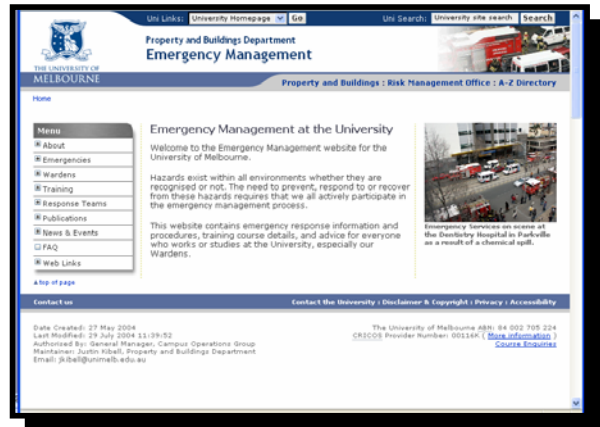 Uni Links: University Homepage Go Uni Search: University site search Search
Property and Buildings Department
Emergency Management
THE UNIVERSITY OF
MELBOURNE
Property and Buildings : Risk Management Office : A-Z Directory
Home
Menu
About
Emergencies
Wardens
Training
Response Teams
Publications
News & Events
FAQ
Web Links
top of page
Emergency Management at the University
Welcome to the Emergency Management website for the
University of Melbourne.
Hazards exist within all environments whether they are
recognised or not. The need to prevent, respond to or recover
from these hazards requires that we all actively participate in
the emergency management process.
This website contains emergency response information and
procedures, training course details, and advice for everyone
who works or studies at the University, especially our
Wardens.
Emergency Services on scene at
the Dentistry Hospital in Parkville
as a result of a chemical spill.
Contact us Contact the University : Disclaimer & Copyright : Privacy : Accessibility
Date Created: 27 May 2004
Last Modified: 29 July 2004 11:39:52
Authorised By: General Manager, Campus Operations Group
Maintainer: Justin Kibell, Property and Buildings Department
Email: jkibell@unimelb.edu.au
The University of Melbourne ABN: 84 002 705 224
CRICOS Provider Number: 00116K ( More information )
Course Enquiries